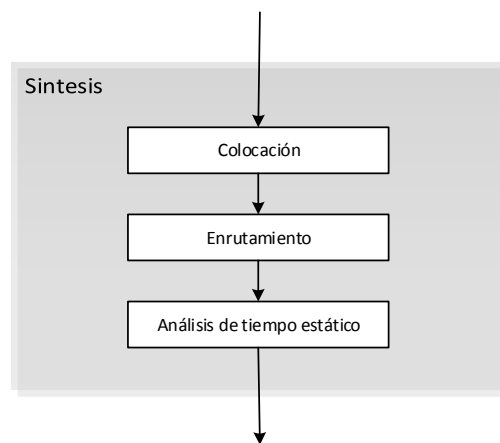 Sintesis
Colocación
Enrutamiento
Análisis de tiempo estático